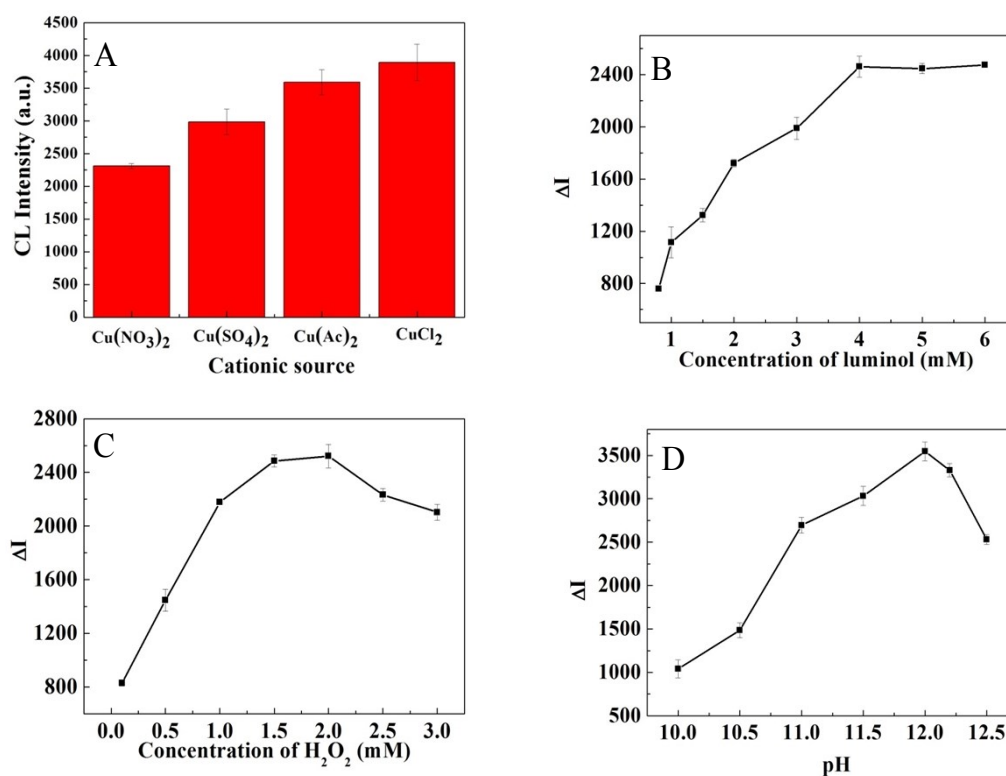 A
CL Intensity (a.u.)
4500
4000
3500
3000
2500
2000
1500
1000
500
0
Cu(NO₃)₂ Cu(SO₄)₂ Cu(Ac)₂ CuCl₂
Cationic source
B
ΔI
2400
2000
1600
1200
800
1 2 3 4 5 6
Concentration of luminol (mM)
C
ΔI
2800
2400
2000
1600
1200
800
0.0 0.5 1.0 1.5 2.0 2.5 3.0
Concentration of H₂O₂ (mM)
D
ΔI
3500
3000
2500
2000
1500
1000
500
10.0 10.5 11.0 11.5 12.0 12.5
pH